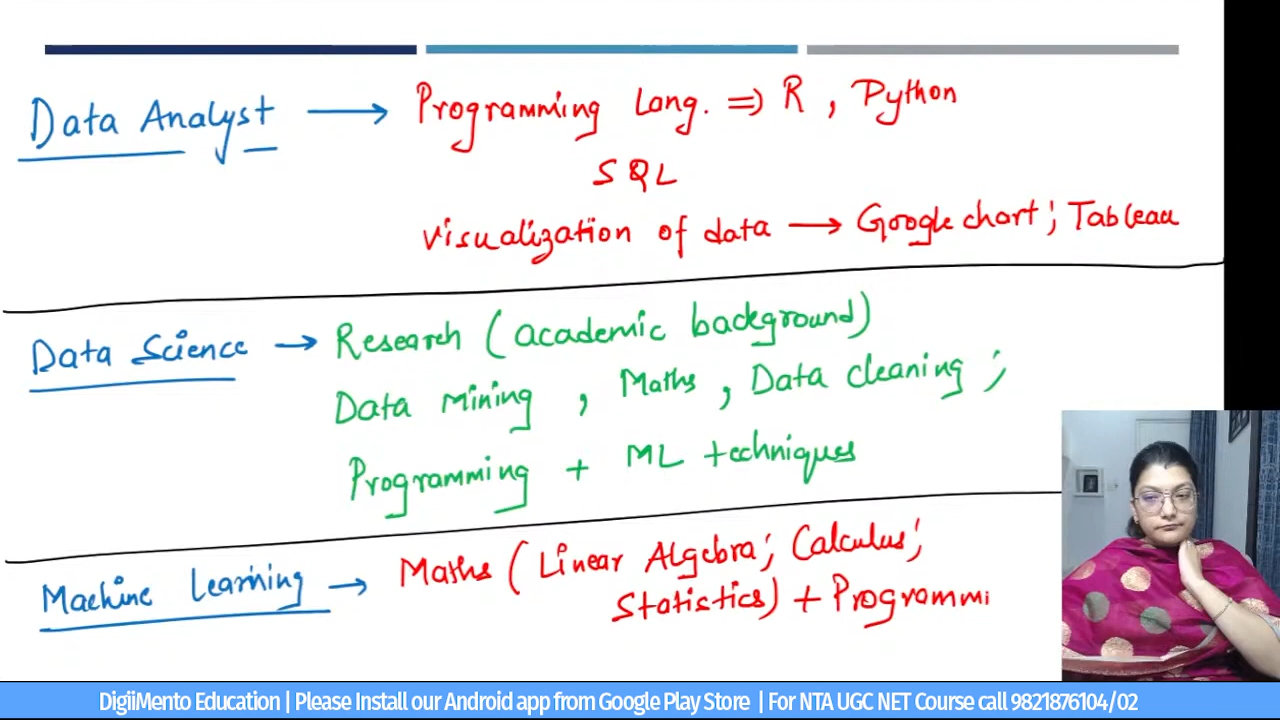 Data Analyst → Programming Lang. ⇒ R , Python
SQL
visualization of data → Google chart ; Tableau
Data Science → Research (academic background)
Data mining , Maths , Data cleaning ;
Programming + ML techniques
Machine Learning → Maths (Linear Algebra ; Calculus ;
Statistics) + Programmi
DigiiMento Education | Please Install our Android app from Google Play Store | For NTA UGC NET Course call 9821876104/02